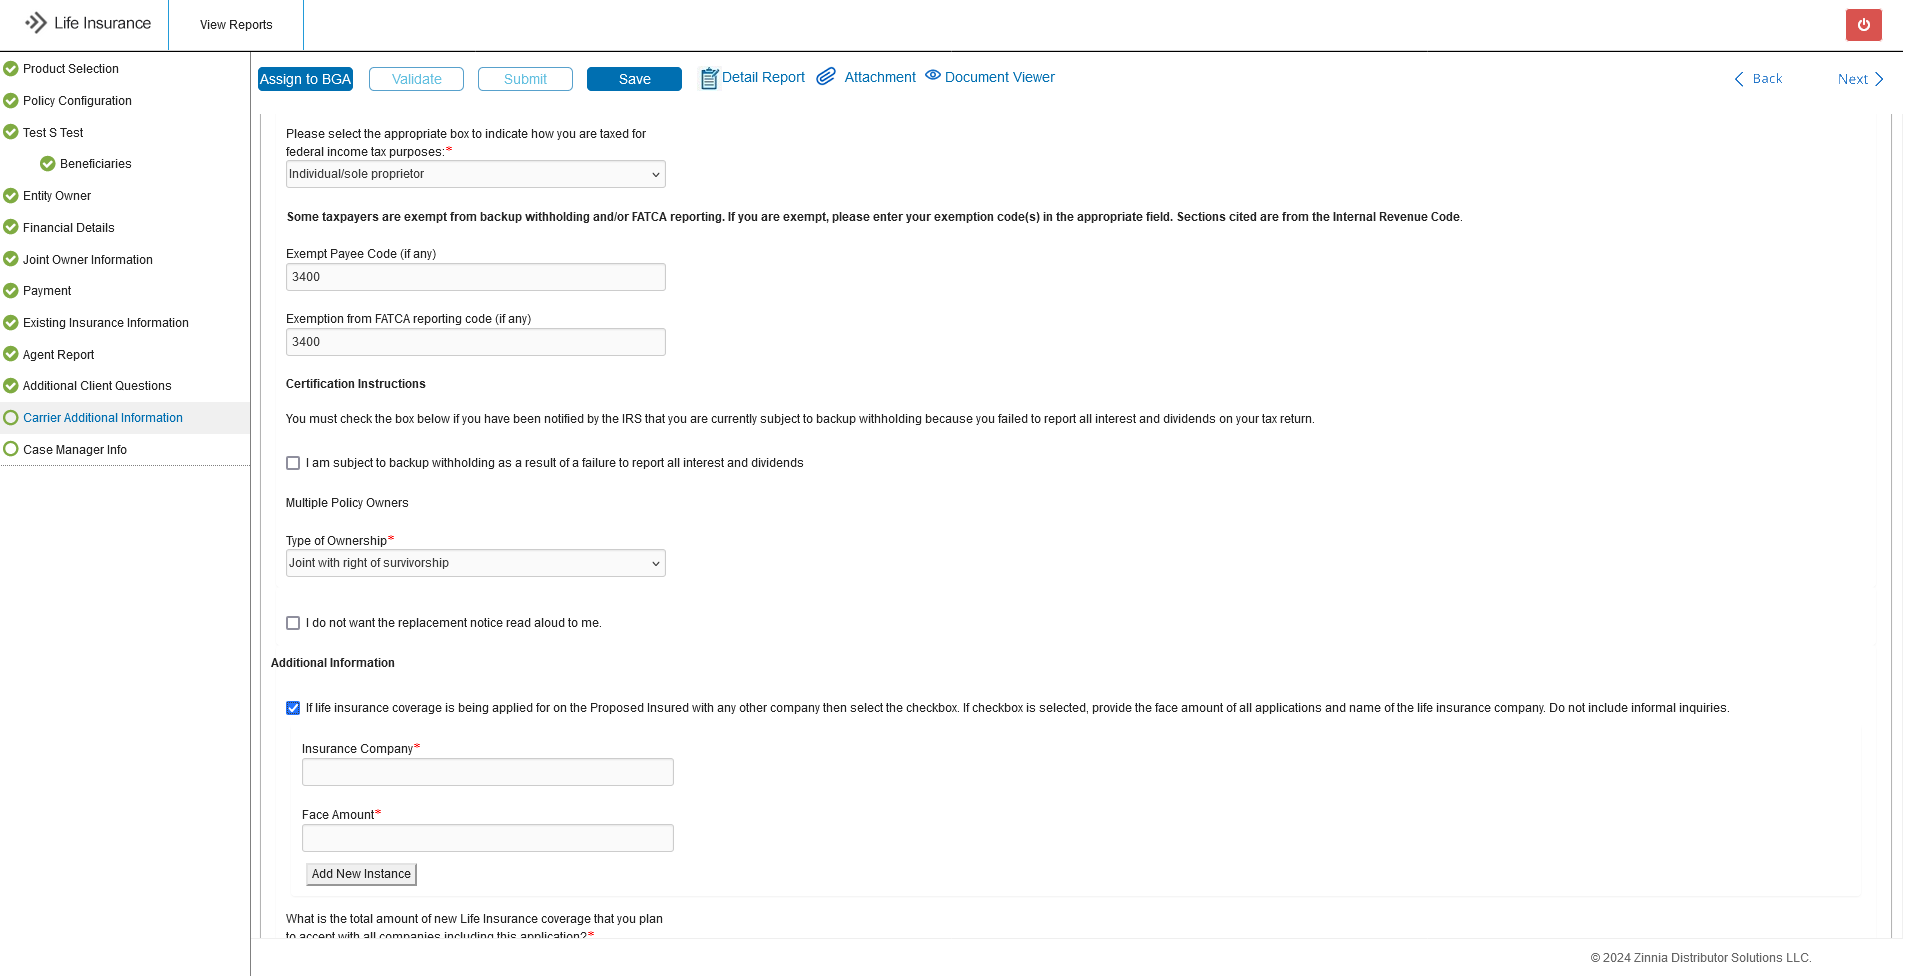 Life Insurance
View Reports
Product Selection
Policy Configuration
Test S Test
Beneficiaries
Entity Owner
Financial Details
Joint Owner Information
Payment
Existing Insurance Information
Agent Report
Additional Client Questions
Carrier Additional Information
Case Manager Info
Assign to BGA
Validate
Submit
Save
Detail Report
Attachment
Document Viewer
Back
Next
Please select the appropriate box to indicate how you are taxed for
federal income tax purposes:*
Individual/sole proprietor
Some taxpayers are exempt from backup withholding and/or FATCA reporting. If you are exempt, please enter your exemption code(s) in the appropriate field. Sections cited are from the Internal Revenue Code.
Exempt Payee Code (if any)
3400
Exemption from FATCA reporting code (if any)
3400
Certification Instructions
You must check the box below if you have been notified by the IRS that you are currently subject to backup withholding because you failed to report all interest and dividends on your tax return.
I am subject to backup withholding as a result of a failure to report all interest and dividends
Multiple Policy Owners
Type of Ownership*
Joint with right of survivorship
I do not want the replacement notice read aloud to me.
Additional Information
If life insurance coverage is being applied for on the Proposed Insured with any other company then select the checkbox. If checkbox is selected, provide the face amount of all applications and name of the life insurance company. Do not include informal inquiries.
Insurance Company*
Face Amount*
Add New Instance
What is the total amount of new Life Insurance coverage that you plan
to accept with all companies including this application?*
© 2024 Zinnia Distributor Solutions LLC.